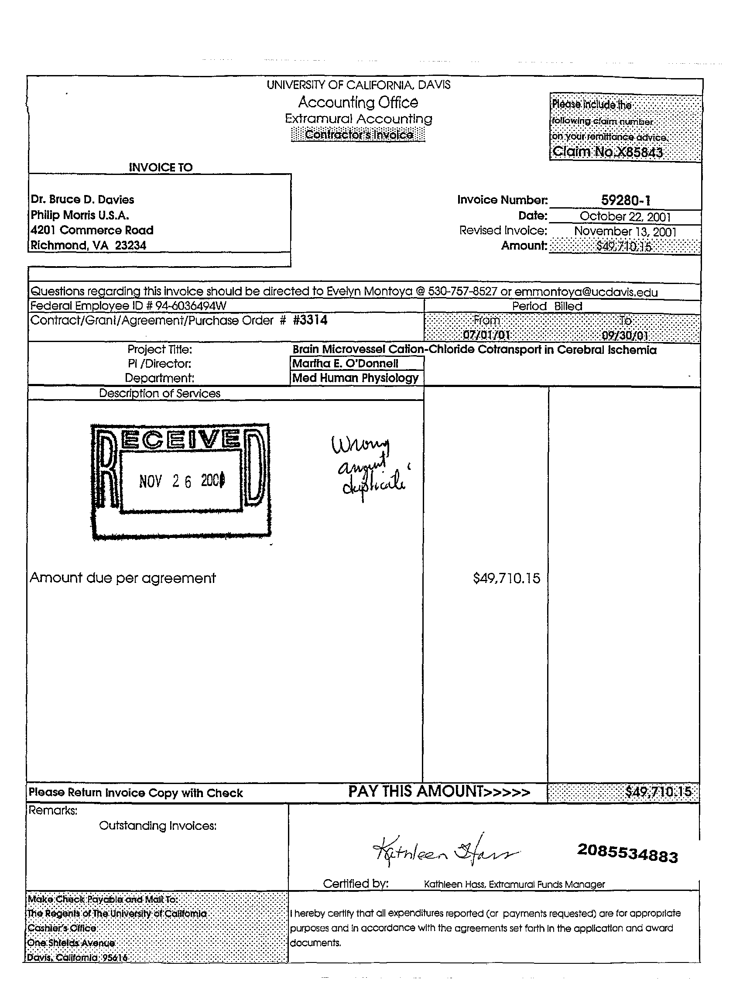 UNIVERSITY OF CALIFORNIA, DAVIS
Accounting Office
Extramural Accounting
Contractor's Invoice
Please include the
following claim number
on your remittance advice.
Claim No.X85843
INVOICE TO
Dr. Bruce D. Davies
Philip Morris U.S.A.
4201 Commerce Road
Richmond, VA 23234
Invoice Number: 59280-1
Date: October 22, 2001
Revised Invoice: November 13, 2001
Amount: $49,710.15
Questions regarding this invoice should be directed to Evelyn Montoya @ 530-757-8527 or emmontoya@ucdavis.edu
Federal Employee ID # 94-6036494W
Period Billed
Contract/Grant/Agreement/Purchase Order # #3314
From To
07/01/01 09/30/01
Project Title: Brain Microvessel Cation-Chloride Cotransport in Cerebral Ischemia
PI /Director: Martha E. O'Donnell
Department: Med Human Physiology
Description of Services
RECEIVED
NOV 26 2001
Wrong
duplicate
Amount due per agreement $49,710.15
Please Return Invoice Copy with Check PAY THIS AMOUNT>>>>> $49,710.15
Remarks:
Outstanding Invoices:
Kathleen Hass
2085534883
Certified by: Kathleen Hass, Extramural Funds Manager
Make Check Payable and Mail To:
The Regents of The University of California
Cashier's Office
One Shields Avenue
Davis, California 95616
I hereby certify that all expenditures reported (or payments requested) are for appropriate
purposes and in accordance with the agreements set forth in the application and award
documents.